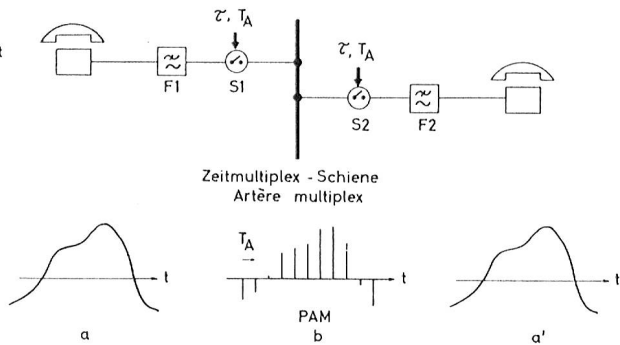 τ, T_A
t
F1
S1
τ, T_A
S2
F2
Zeitmultiplex - Schiene
Artère multiplex
t
a
T_A
t
PAM
b
t
a'